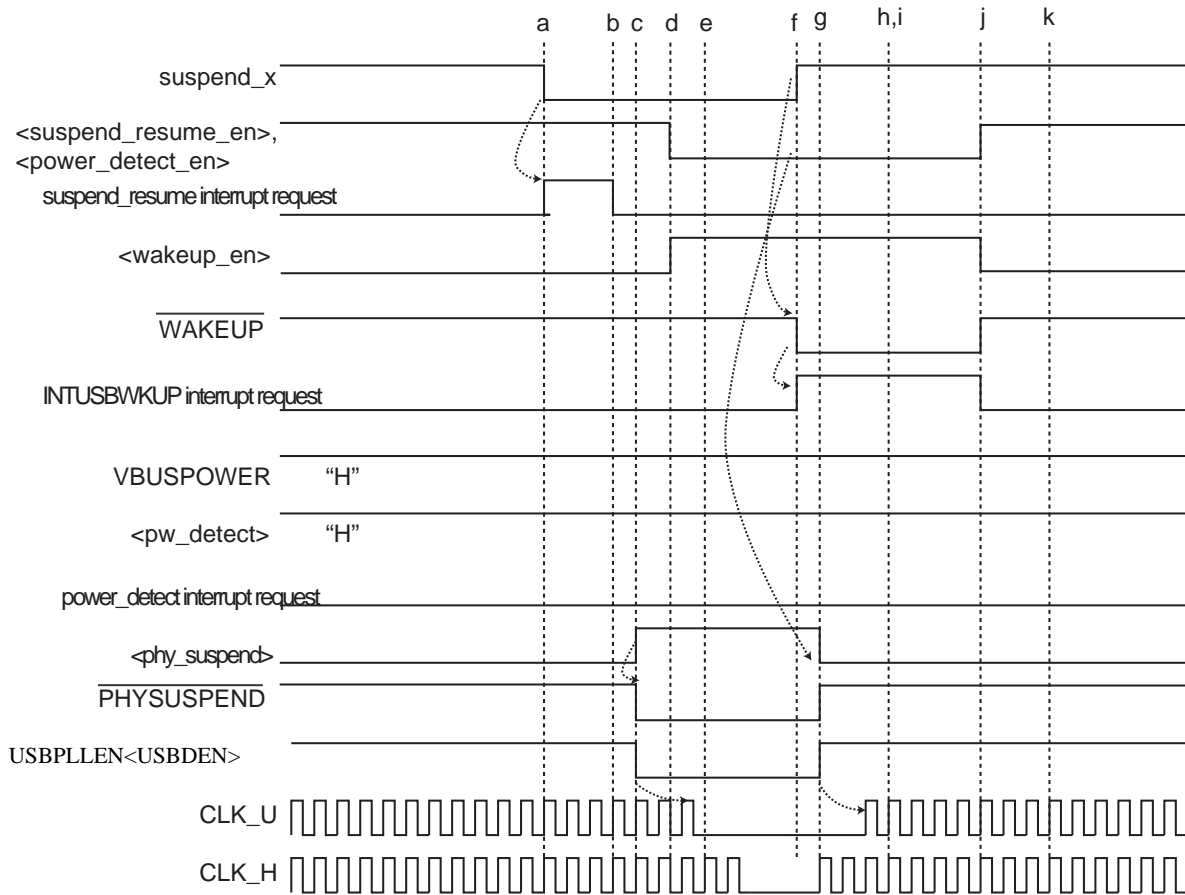 a b c d e f g h,i j k
suspend_x
<suspend_resume_en>,
<power_detect_en>
suspend_resume interrupt request
<wakeup_en>
WAKEUP
INTUSBWKUP interrupt request
VBUSPOWER “H”
<pw_detect> “H”
power_detect interrupt request
<phy_suspend>
PHYSUSPEND
USBPLLEN<USBDEN>
CLK_U
CLK_H